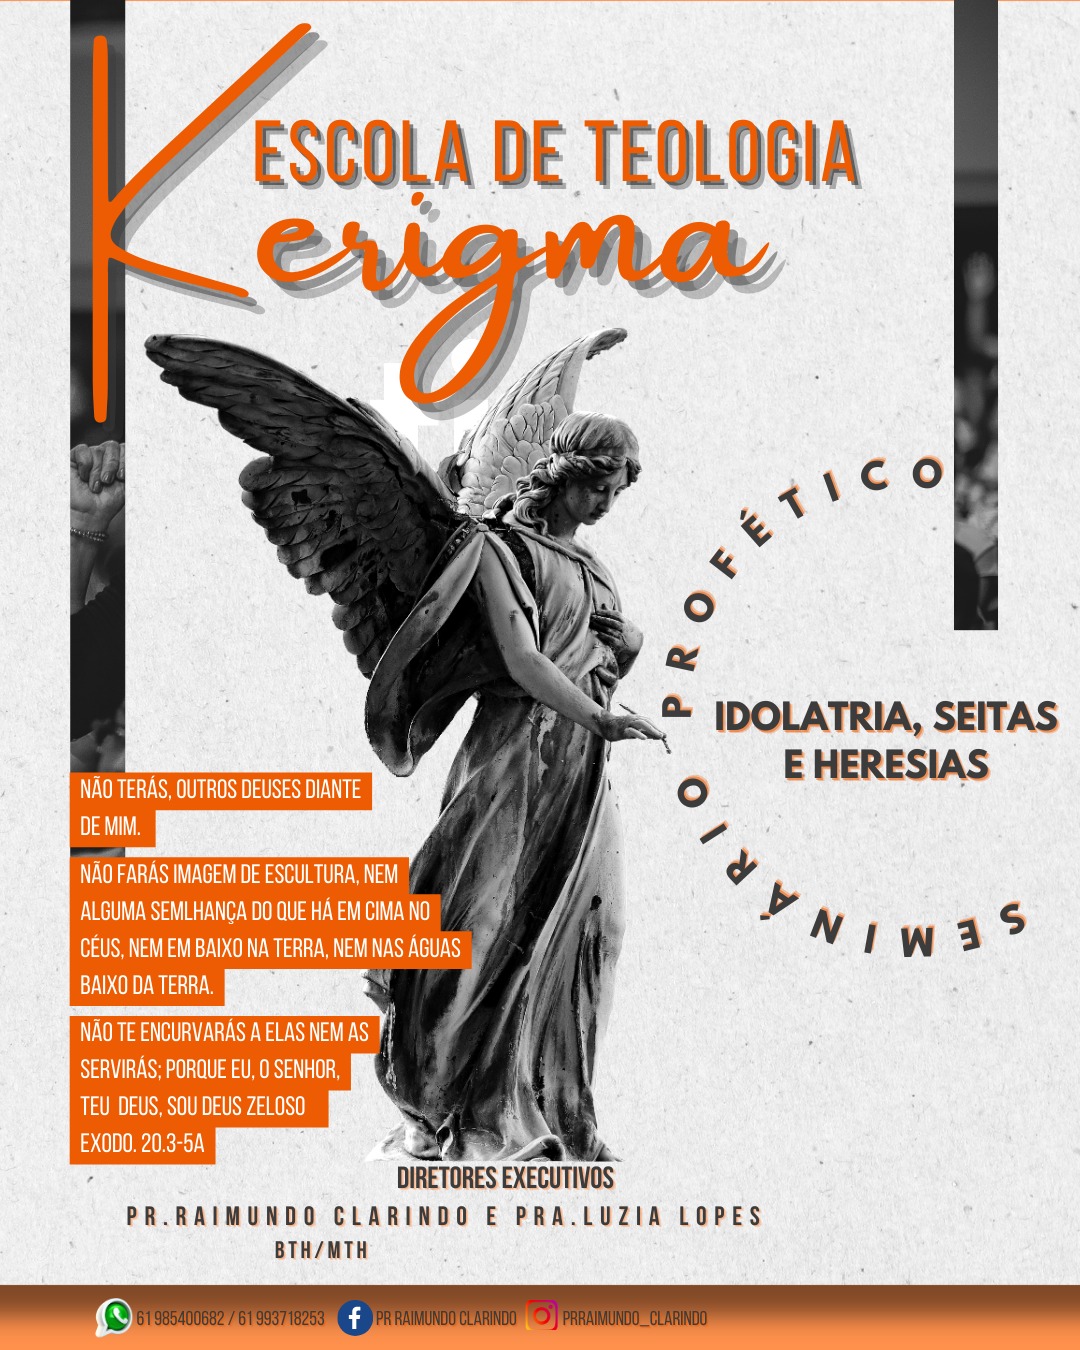 ESCOLA DE TEOLOGIA
Kerigma
SEMINÁRIO PROFÉTICO
IDOLATRIA, SEITAS
E HERESIAS
NÃO TERÁS, OUTROS DEUSES DIANTE
DE MIM.
NÃO FARÁS IMAGEM DE ESCULTURA, NEM
ALGUMA SEMLHANÇA DO QUE HÁ EM CIMA NO
CÉUS, NEM EM BAIXO NA TERRA, NEM NAS ÁGUAS
BAIXO DA TERRA.
NÃO TE ENCURVARÁS A ELAS NEM AS
SERVIRÁS; PORQUE EU, O SENHOR,
TEU DEUS, SOU DEUS ZELOSO
EXODO. 20.3-5A
DIRETORES EXECUTIVOS
PR.RAIMUNDO CLARINDO E PRA.LUZIA LOPES
BTH/MTH
61 985400682 / 61 993718253 PR RAIMUNDO CLARINDO PRRAIMUNDO_CLARINDO